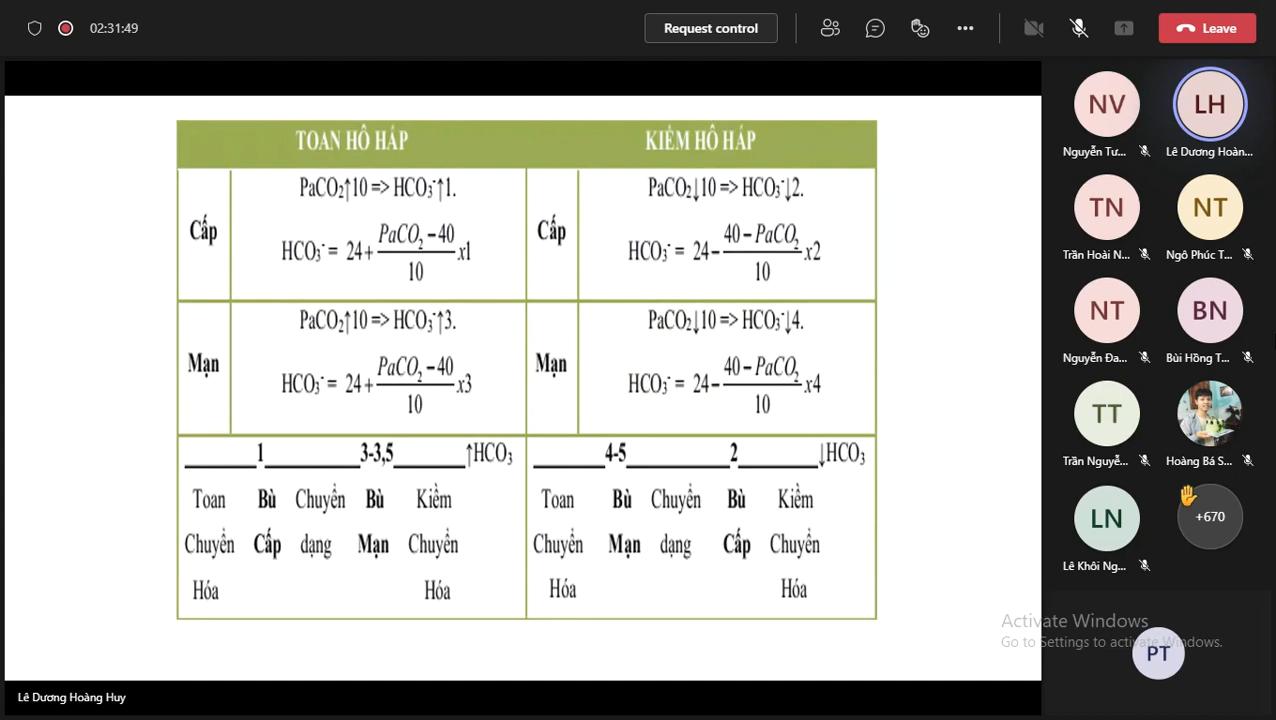 02:31:49
Request control
Leave
TOAN HÔ HẤP
KIỀM HÔ HẤP
Cấp
PaCO₂↑10 => HCO₃⁻↑1.
HCO₃⁻ = 24+ (PaCO₂ – 40)/10 x1
Cấp
PaCO₂↓10 => HCO₃⁻↓2.
HCO₃⁻ = 24– (40 – PaCO₂)/10 x2
Mạn
PaCO₂↑10 => HCO₃⁻↑3.
HCO₃⁻ = 24+ (PaCO₂ – 40)/10 x3
Mạn
PaCO₂↓10 => HCO₃⁻↓4.
HCO₃⁻ = 24– (40 – PaCO₂)/10 x4
________1__________3-3,5________↑HCO₃
Toan Bù Chuyển Bù Kiềm
Chuyển Cấp dạng Mạn Chuyển
Hóa Hóa
________4-5___________2_________↓HCO₃
Toan Bù Chuyển Bù Kiềm
Chuyển Mạn dạng Cấp Chuyển
Hóa Hóa
NV
Nguyễn Tư...
LH
Lê Dương Hoàn...
TN
Trần Hoài N...
NT
Ngô Phúc T...
NT
Nguyễn Đa...
BN
Bùi Hồng T...
TT
Trần Nguyễ...
Hoàng Bá S...
LN
Lê Khôi Ng...
+670
Activate Windows
Go to Settings to activate Windows.
PT
Lê Dương Hoàng Huy